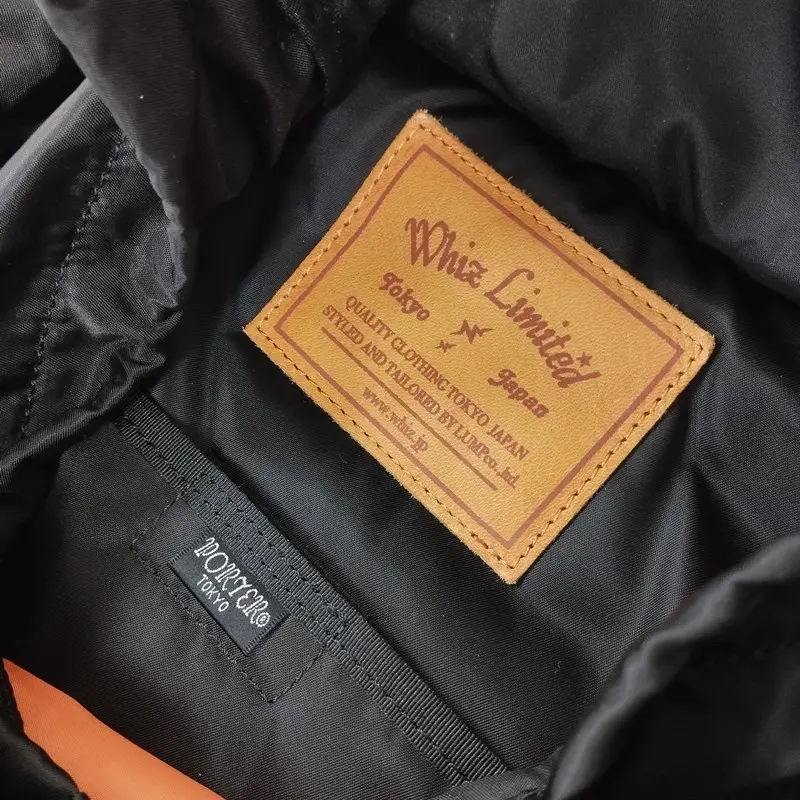 Whiz Limited
Tokyo Japan
QUALITY CLOTHING TOKYO JAPAN
STYLED AND TAILORED BY LUMP co.,ltd.
www.whiz.jp
PORTER®
TOKYO